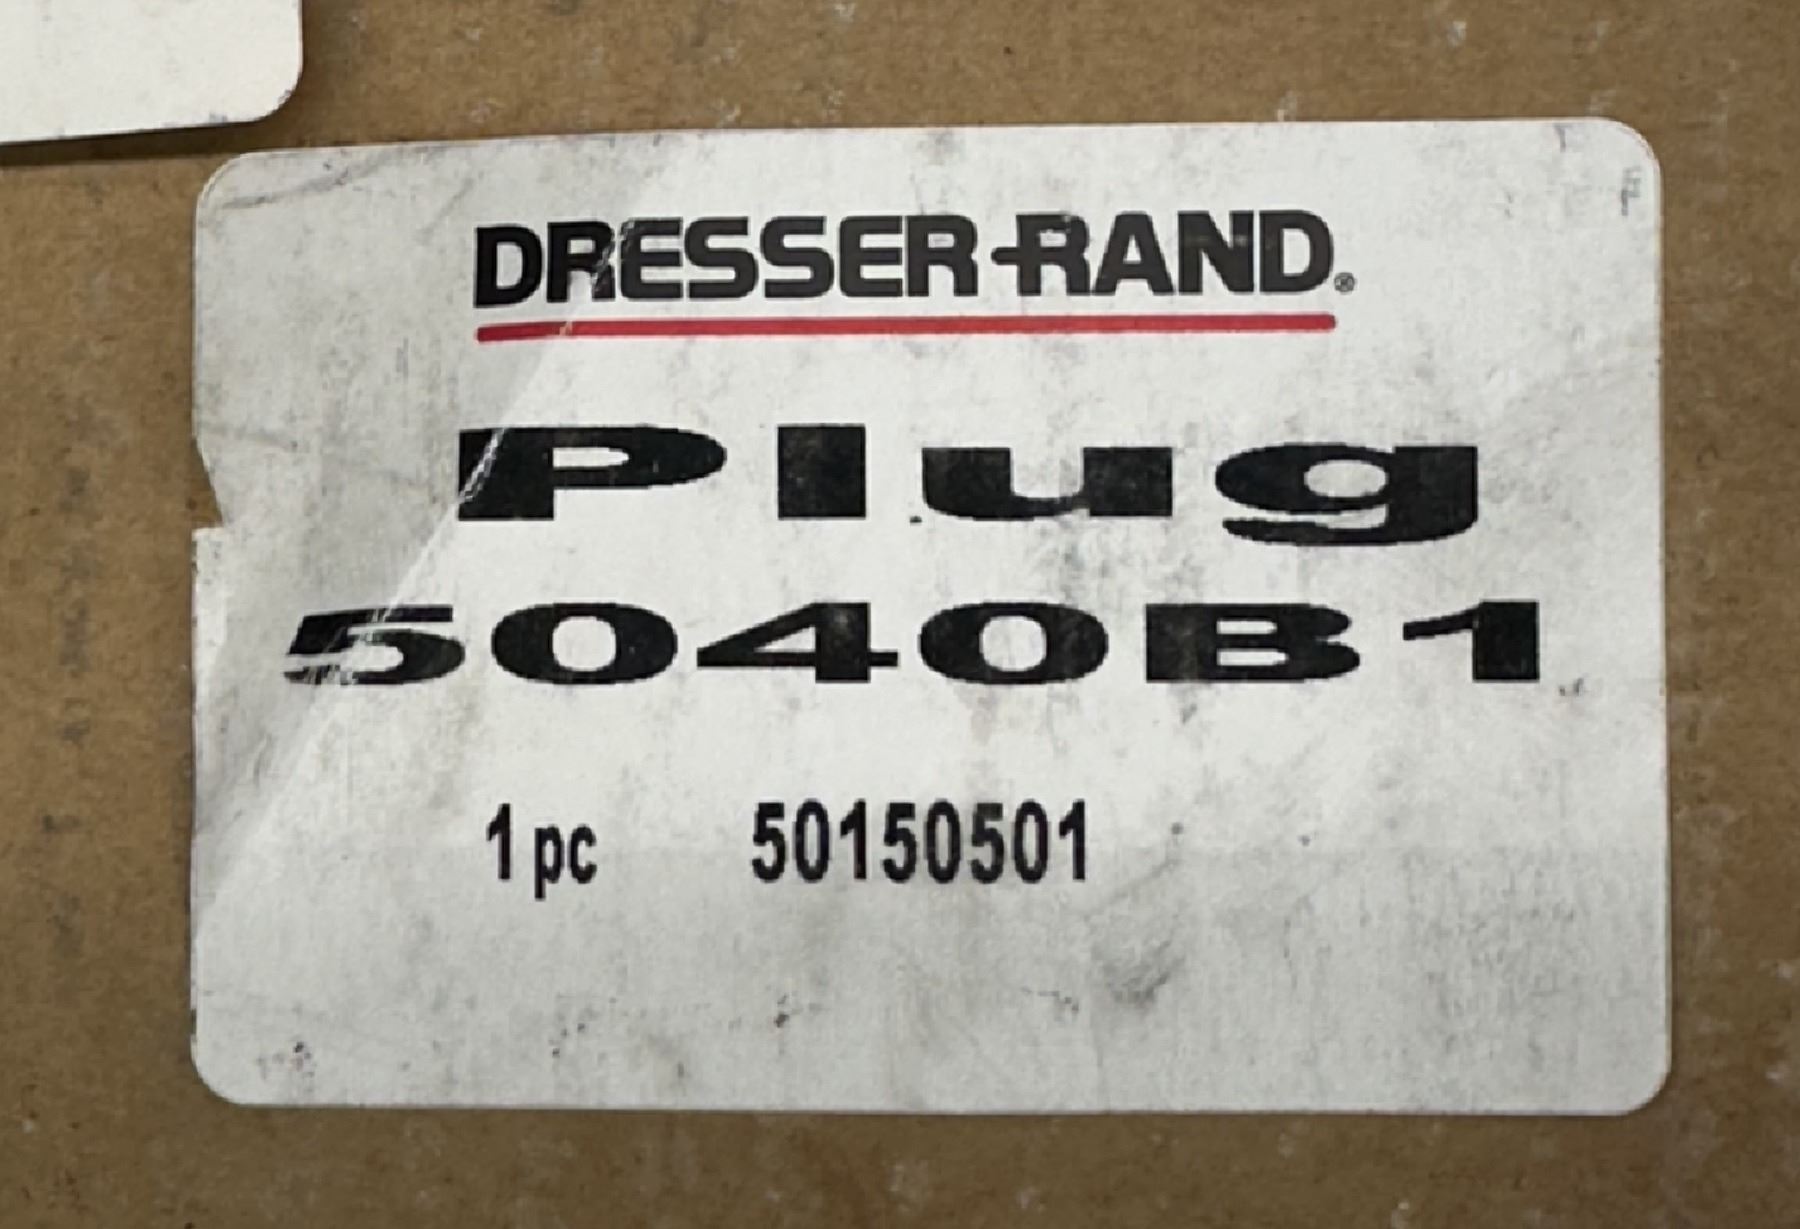 DRESSER-RAND®
Plug
5040B1
1 pc 50150501